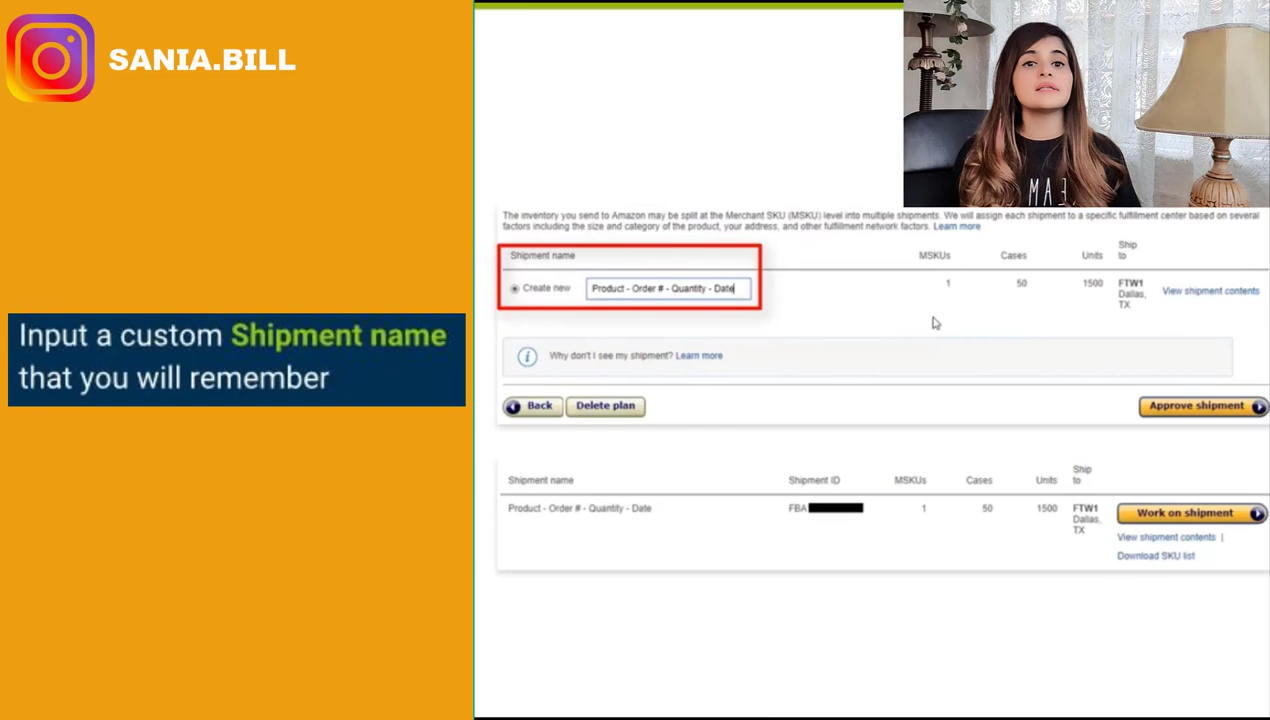 SANIA.BILL
Input a custom Shipment name
that you will remember
The inventory you send to Amazon may be split at the Merchant SKU (MSKU) level into multiple shipments. We will assign each shipment to a specific fulfillment center based on several
factors including the size and category of the product, your address, and other fulfillment network factors. Learn more
Shipment name MSKUs Cases Units Ship to
Create new Product - Order # - Quantity - Date 1 50 1500 FTW1 View shipment contents
Dallas,
TX
Why don't I see my shipment? Learn more
Back Delete plan Approve shipment
Shipment name Shipment ID MSKUs Cases Units Ship to
Product - Order # - Quantity - Date FBA 1 50 1500 FTW1 Work on shipment
Dallas,
TX
View shipment contents |
Download SKU list